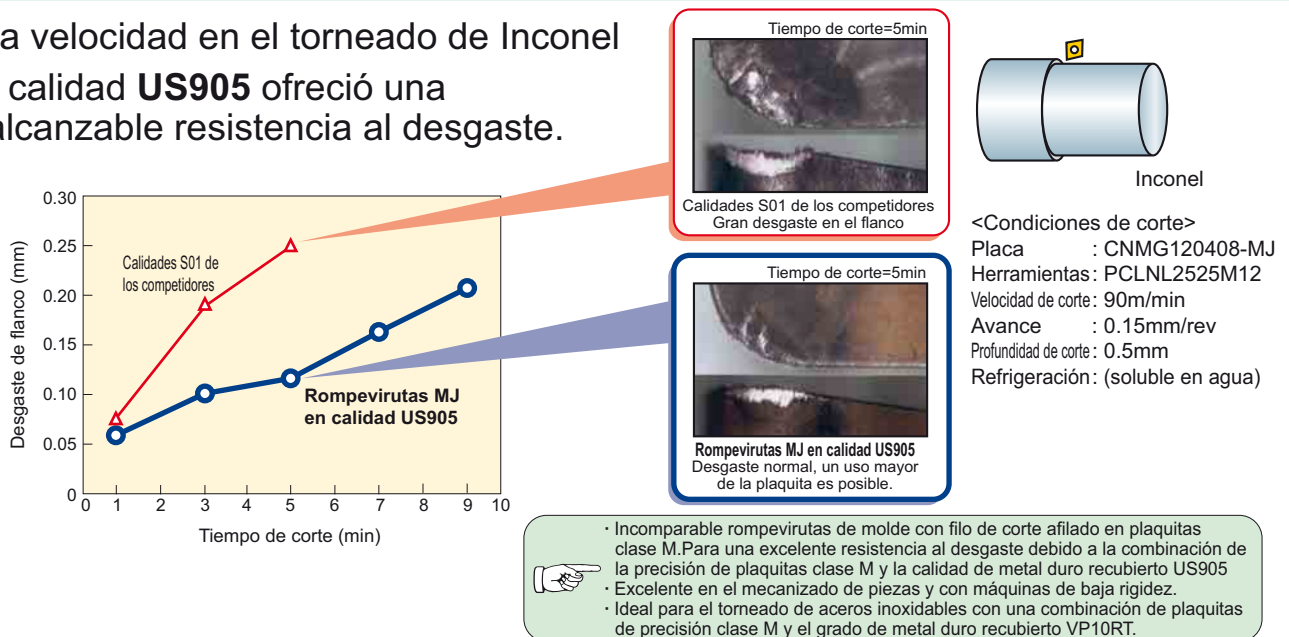 a velocidad en el torneado de Inconel
calidad US905 ofreció una
alcanzable resistencia al desgaste.
0.30
0.25
0.20
0.15
0.10
0.05
0
Desgaste de flanco (mm)
Calidades S01 de
los competidores
Rompevirutas MJ
en calidad US905
0 1 2 3 4 5 6 7 8 9 10
Tiempo de corte (min)
Tiempo de corte=5min
Calidades S01 de los competidores
Gran desgaste en el flanco
Tiempo de corte=5min
Rompevirutas MJ en calidad US905
Desgaste normal, un uso mayor
de la plaquita es posible.
Inconel
<Condiciones de corte>
Placa : CNMG120408-MJ
Herramientas: PCLNL2525M12
Velocidad de corte: 90m/min
Avance : 0.15mm/rev
Profundidad de corte: 0.5mm
Refrigeración: (soluble en agua)
· Incomparable rompevirutas de molde con filo de corte afilado en plaquitas
clase M.Para una excelente resistencia al desgaste debido a la combinación de
la precisión de plaquitas clase M y la calidad de metal duro recubierto US905
· Excelente en el mecanizado de piezas y con máquinas de baja rigidez.
· Ideal para el torneado de aceros inoxidables con una combinación de plaquitas
de precisión clase M y el grado de metal duro recubierto VP10RT.